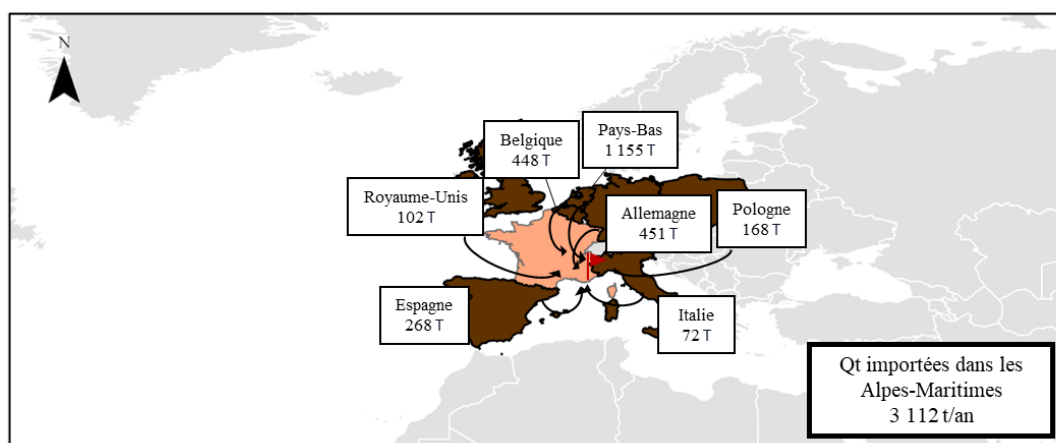 N
Belgique
448 T
Pays-Bas
1 155 T
Royaume-Unis
102 T
Allemagne
451 T
Pologne
168 T
Espagne
268 T
Italie
72 T
Qt importées dans les
Alpes-Maritimes
3 112 t/an